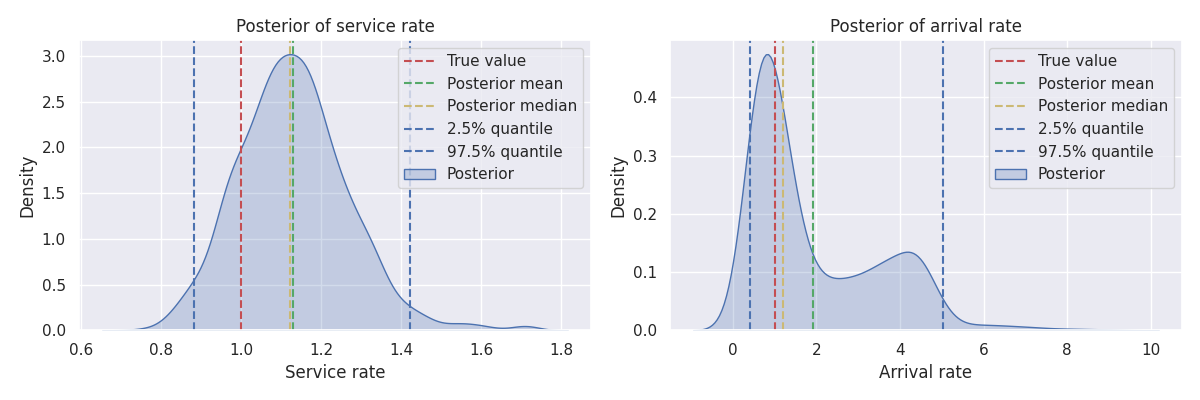 Posterior of service rate
3.0
2.5
2.0
1.5
1.0
0.5
0.0
Density
True value
Posterior mean
Posterior median
2.5% quantile
97.5% quantile
Posterior
0.6 0.8 1.0 1.2 1.4 1.6 1.8
Service rate
Posterior of arrival rate
0.4
0.3
0.2
0.1
0.0
Density
True value
Posterior mean
Posterior median
2.5% quantile
97.5% quantile
Posterior
0 2 4 6 8 10
Arrival rate